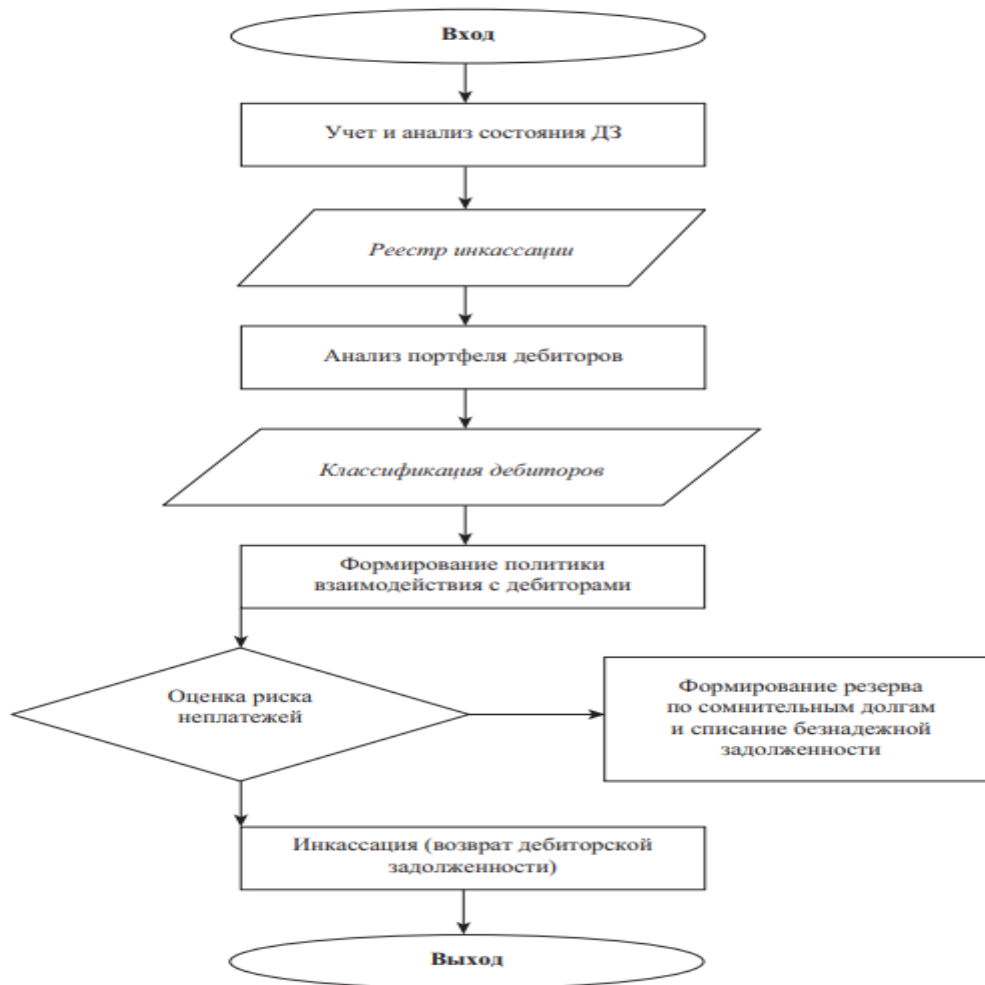 Вход
Учет и анализ состояния ДЗ
Реестр инкассации
Анализ портфеля дебиторов
Классификация дебиторов
Формирование политики
взаимодействия с дебиторами
Оценка риска
неплатежей
Формирование резерва
по сомнительным долгам
и списание безнадежной
задолженности
Инкассация (возврат дебиторской
задолженности)
Выход